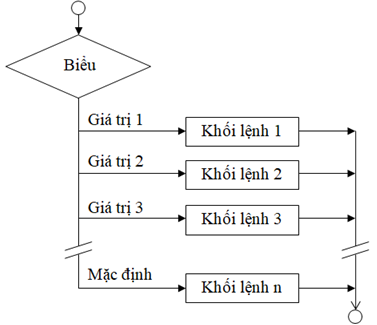 Biểu
Giá trị 1
Khối lệnh 1
Giá trị 2
Khối lệnh 2
Giá trị 3
Khối lệnh 3
Mặc định
Khối lệnh n